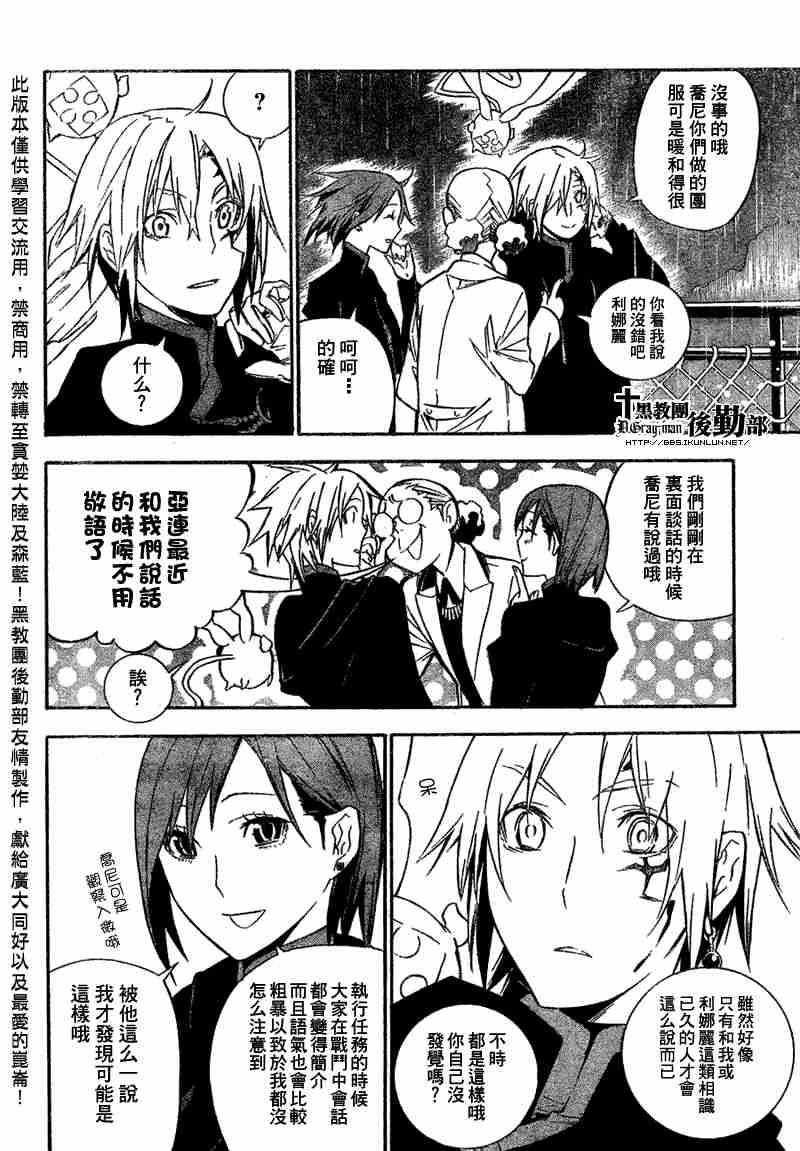 沒事的哦
喬尼你們做的團
服可是暖和得很
你看我說
的沒錯吧
利娜麗
呵呵…
的確
?
什么?
十黑教團
D.Gray-man
後勤部
HTTP://BBS.IKUNLUN.NET/
我們剛剛在
裏面談話的時候
喬尼有說過哦
亞連最近
和我們說話
的時候不用
敬語了
誒?
呆
雖然好像
只有和我或
利娜麗這類相識
已久的人才會
這么說而已
不時
都是這樣哦
你自己沒
發覺嗎?
執行任務的時候
大家在戰鬥中會話
都會變得簡介
而且語氣也會比較
粗暴以致於我都沒
怎么注意到
喬尼可是
觀察入微哦
被他這么一說
我才發現可能是
這樣哦
此版本僅供學習交流用，禁商用，禁轉至貪婪大陸及森藍！黑教團後勤部友情製作，獻給廣大同好以及最愛的崑崙！